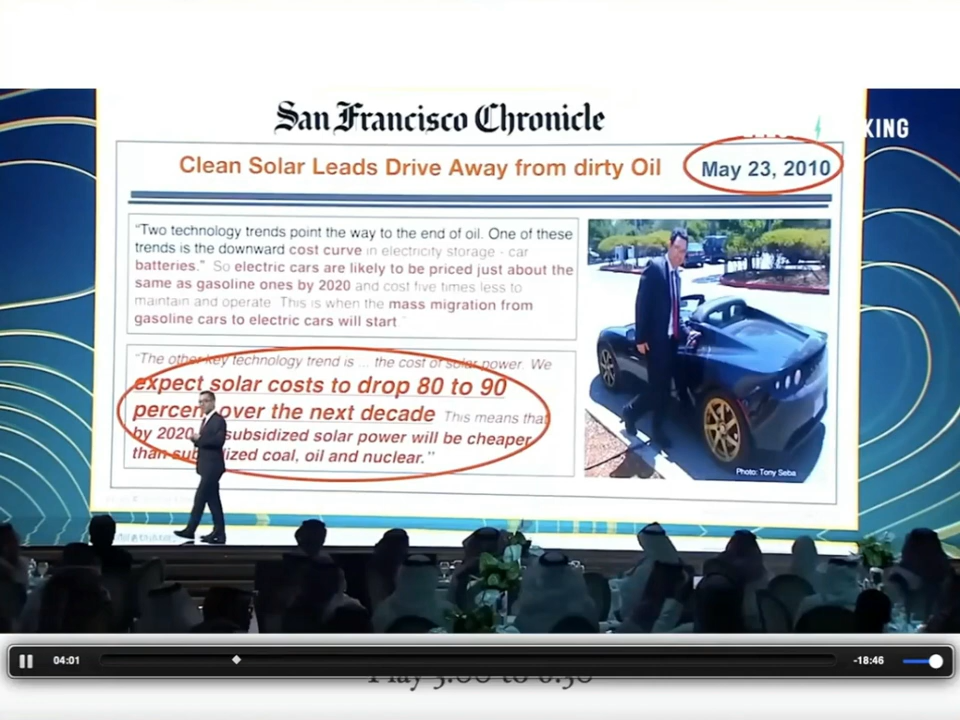 San Francisco Chronicle
KING
Clean Solar Leads Drive Away from dirty Oil
May 23, 2010
"Two technology trends point the way to the end of oil. One of these
trends is the downward cost curve in electricity storage - car
batteries." So electric cars are likely to be priced just about the
same as gasoline ones by 2020 and cost five times less to
maintain and operate. This is when the mass migration from
gasoline cars to electric cars will start
"The other key technology trend is ... the cost of solar power. We
expect solar costs to drop 80 to 90
percent over the next decade This means that
by 2020 subsidized solar power will be cheaper
than lized coal, oil and nuclear."
Photo: Tony Seba
04:01
-18:46